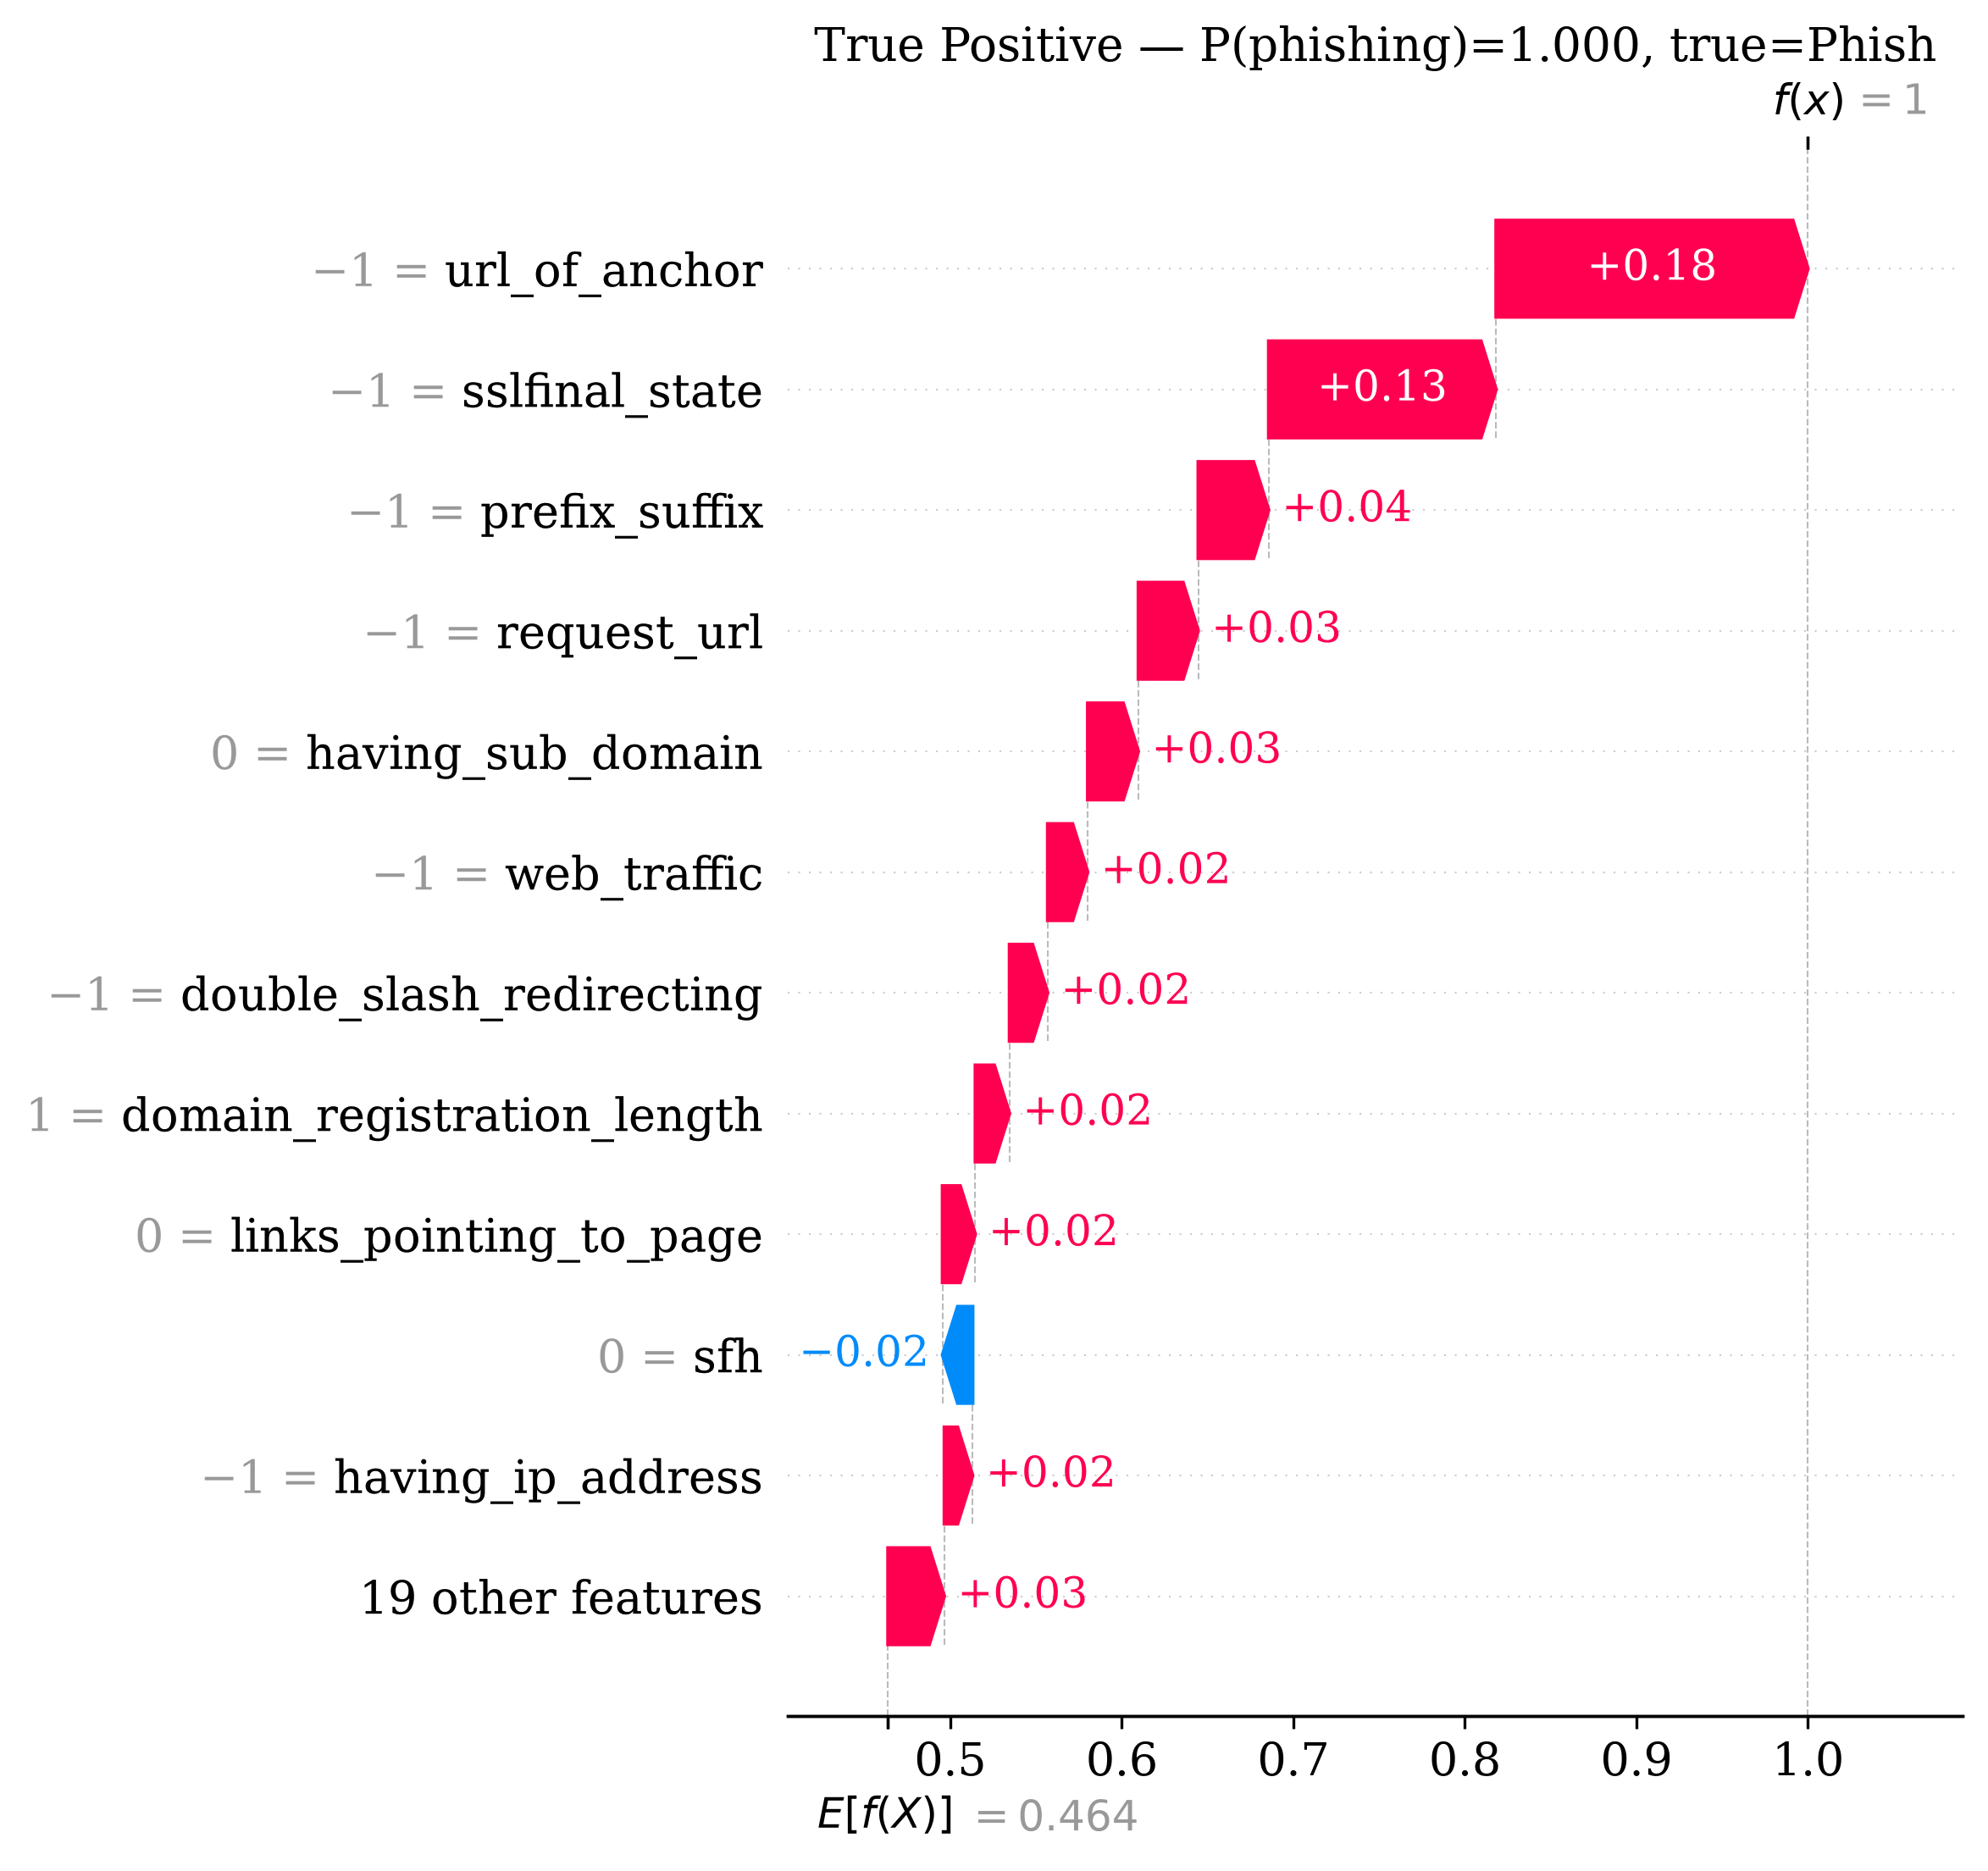 True Positive — P(phishing)=1.000, true=Phish
f(x) = 1
−1 = url_of_anchor
+0.18
−1 = sslfinal_state
+0.13
−1 = prefix_suffix
+0.04
−1 = request_url
+0.03
0 = having_sub_domain
+0.03
−1 = web_traffic
+0.02
−1 = double_slash_redirecting
+0.02
1 = domain_registration_length
+0.02
0 = links_pointing_to_page
+0.02
0 = sfh
−0.02
−1 = having_ip_address
+0.02
19 other features
+0.03
0.5 0.6 0.7 0.8 0.9 1.0
E[f(X)] = 0.464